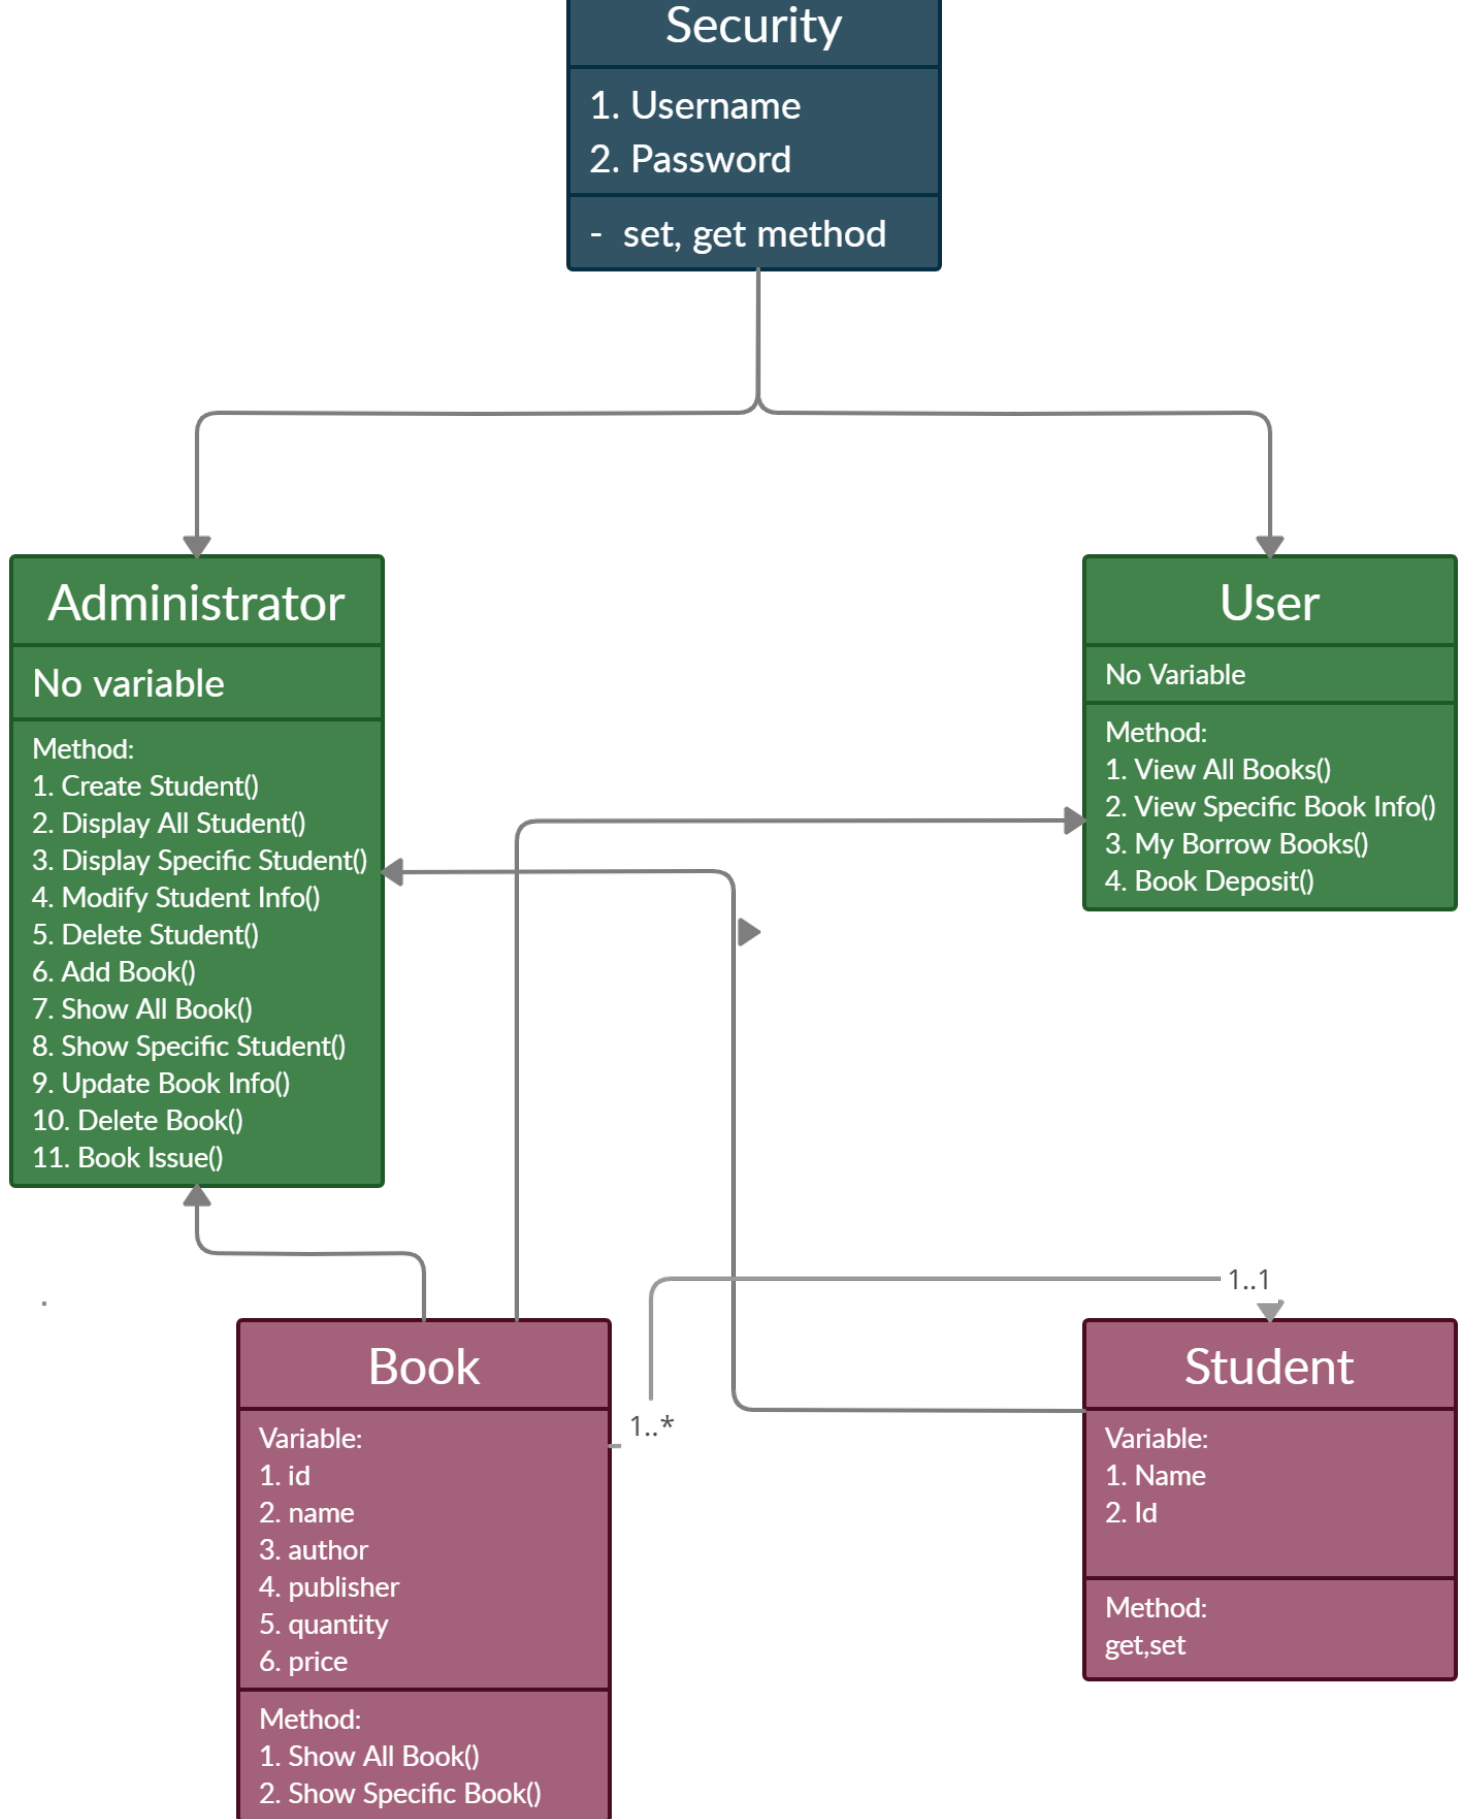 Security
1. Username
2. Password
- set, get method
Administrator
No variable
Method:
1. Create Student()
2. Display All Student()
3. Display Specific Student()
4. Modify Student Info()
5. Delete Student()
6. Add Book()
7. Show All Book()
8. Show Specific Student()
9. Update Book Info()
10. Delete Book()
11. Book Issue()
User
No Variable
Method:
1. View All Books()
2. View Specific Book Info()
3. My Borrow Books()
4. Book Deposit()
1..1
1..*
Book
Variable:
1. id
2. name
3. author
4. publisher
5. quantity
6. price
Method:
1. Show All Book()
2. Show Specific Book()
Student
Variable:
1. Name
2. Id
Method:
get,set